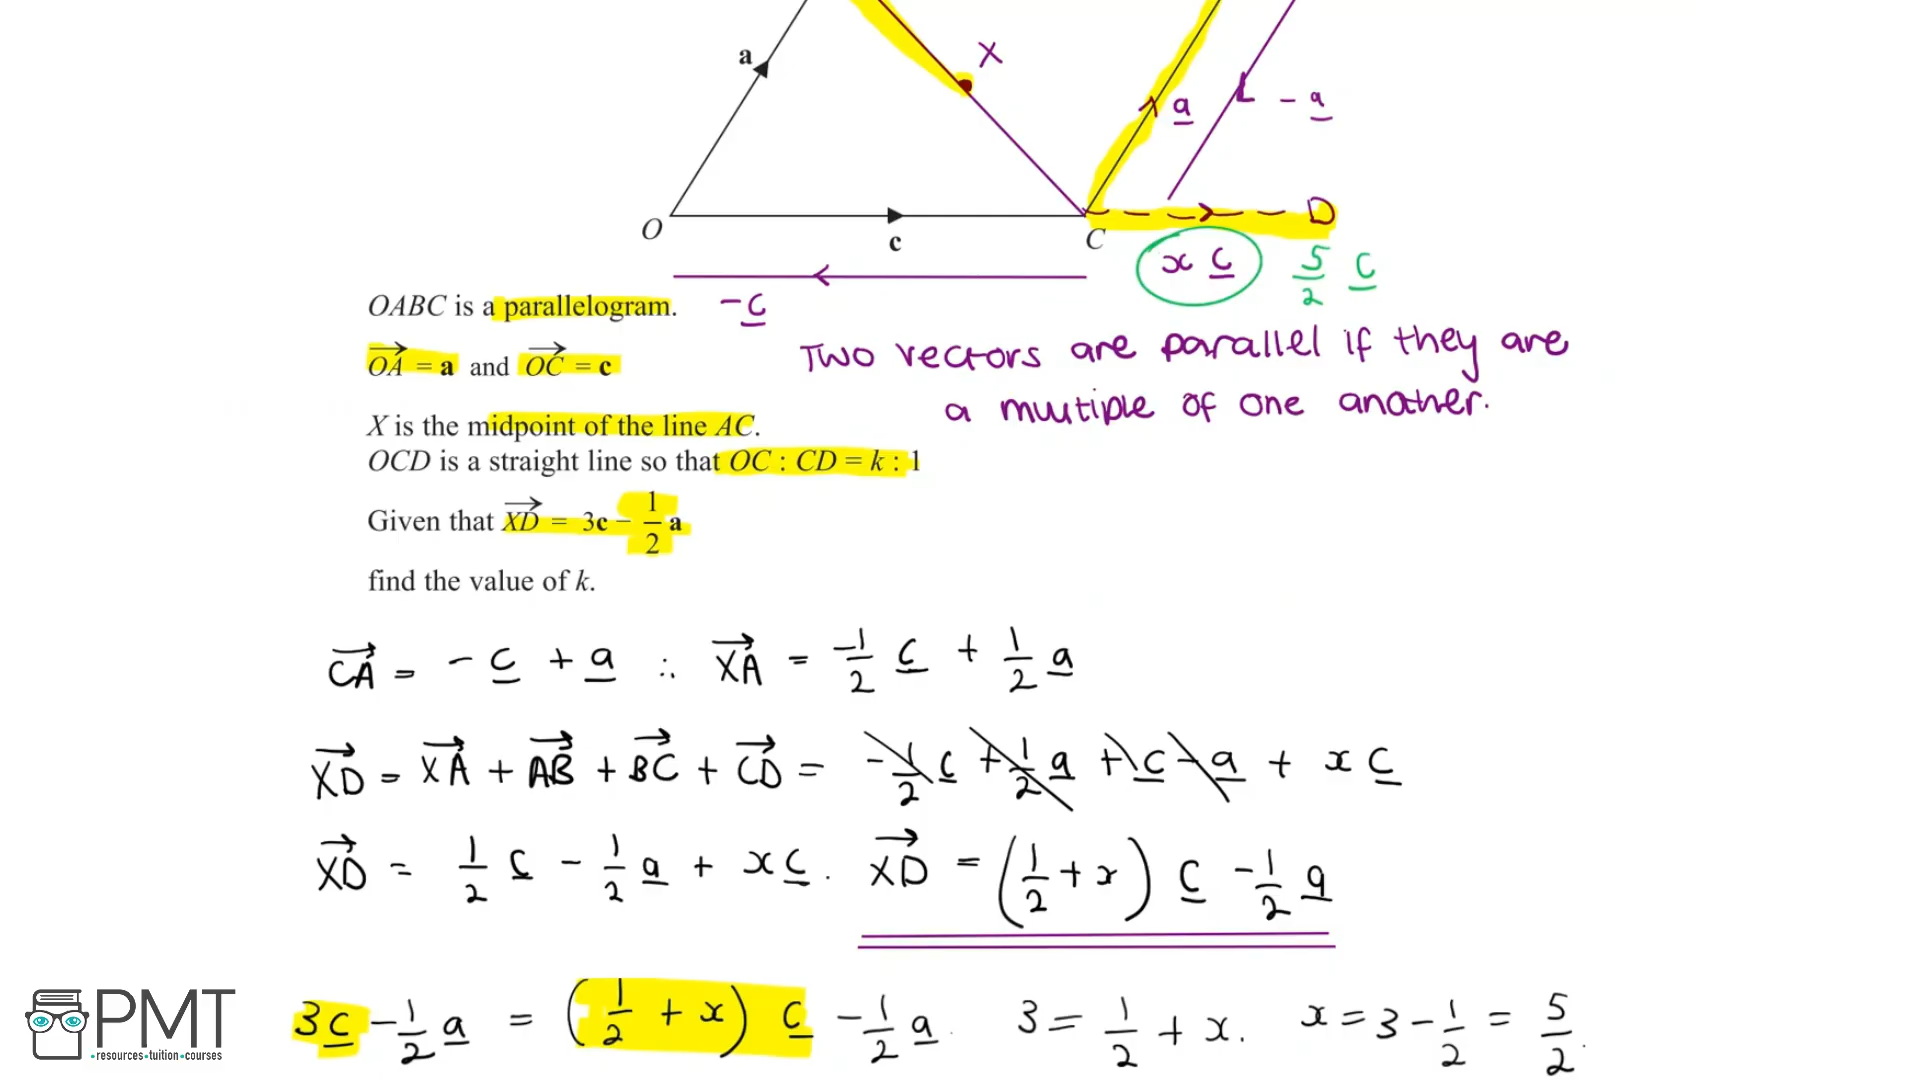 X
a
a
- a
O
c
C
D
x c
5/2 c
- c
OABC is a parallelogram.
OA = a and OC = c
Two vectors are parallel if they are
a multiple of one another.
X is the midpoint of the line AC.
OCD is a straight line so that OC : CD = k : 1
Given that XD = 3c − 1/2 a
find the value of k.
CA = - c + a ∴ XA = -1/2 c + 1/2 a
XD = XA + AB + BC + CD = -1/2 c + 1/2 a + c - a + x c
XD = 1/2 c - 1/2 a + x c. XD = (1/2 + x) c - 1/2 a
3c - 1/2 a = (1/2 + x) c - 1/2 a 3 = 1/2 + x. x = 3 - 1/2 = 5/2.
PMT
•resources•tuition•courses